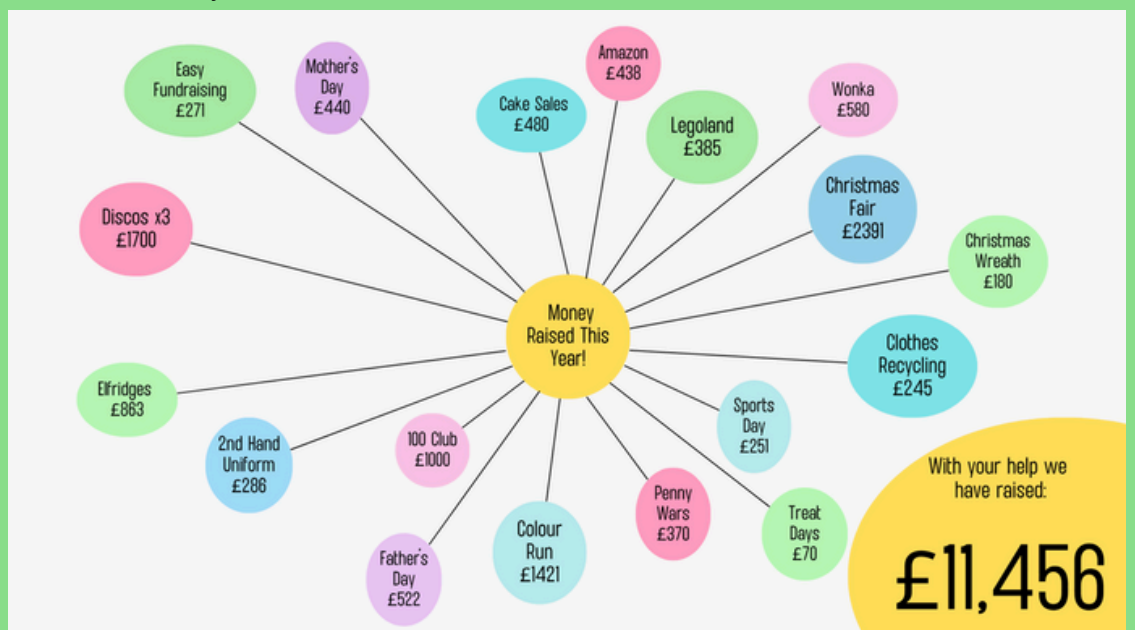 Easy
Fundraising
£271
Mother's
Day
£440
Cake Sales
£480
Amazon
£438
Legoland
£385
Wonka
£580
Christmas
Fair
£2391
Christmas
Wreath
£180
Discos x3
£1700
Money
Raised This
Year!
Clothes
Recycling
£245
Elfridges
£863
2nd Hand
Uniform
£286
100 Club
£1000
Sports
Day
£251
Father's
Day
£522
Colour
Run
£1421
Penny
Wars
£370
Treat
Days
£70
With your help we
have raised:
£11,456